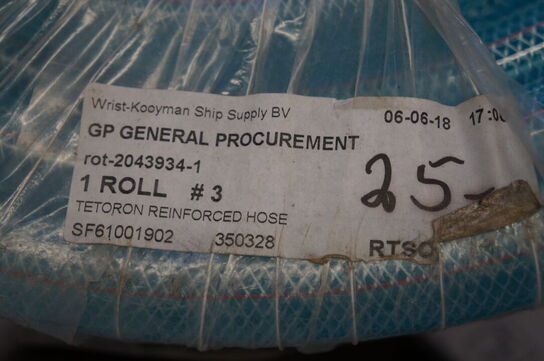 Wrist-Kooyman Ship Supply BV 06-06-18
GP GENERAL PROCUREMENT
rot-2043934-1
1 ROLL # 3
25-
TETORON REINFORCED HOSE
SF61001902 350328